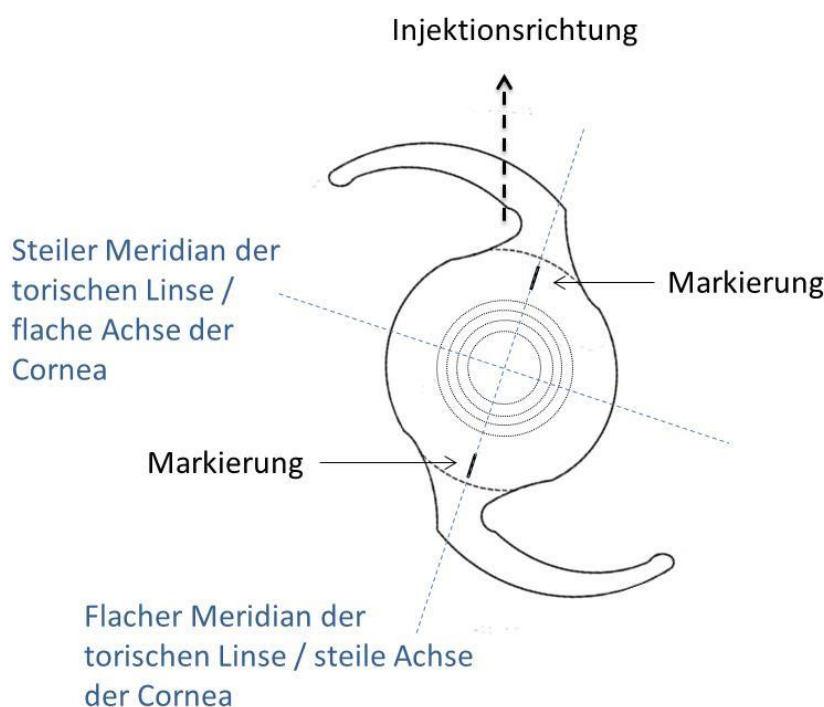 Injektionsrichtung
Steiler Meridian der
torischen Linse /
flache Achse der
Cornea
Markierung
Markierung
Flacher Meridian der
torischen Linse / steile Achse
der Cornea